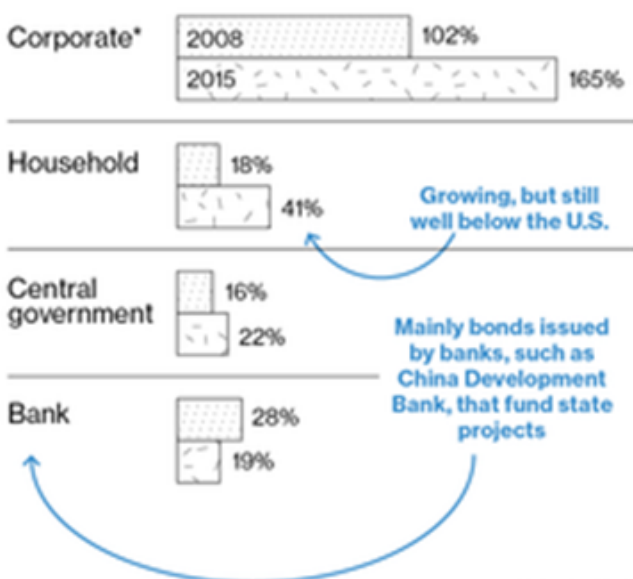 Corporate*
2008
102%
2015
165%
Household
18%
41%
Growing, but still
well below the U.S.
Central
government
16%
22%
Mainly bonds issued
by banks, such as
China Development
Bank, that fund state
projects
Bank
28%
19%